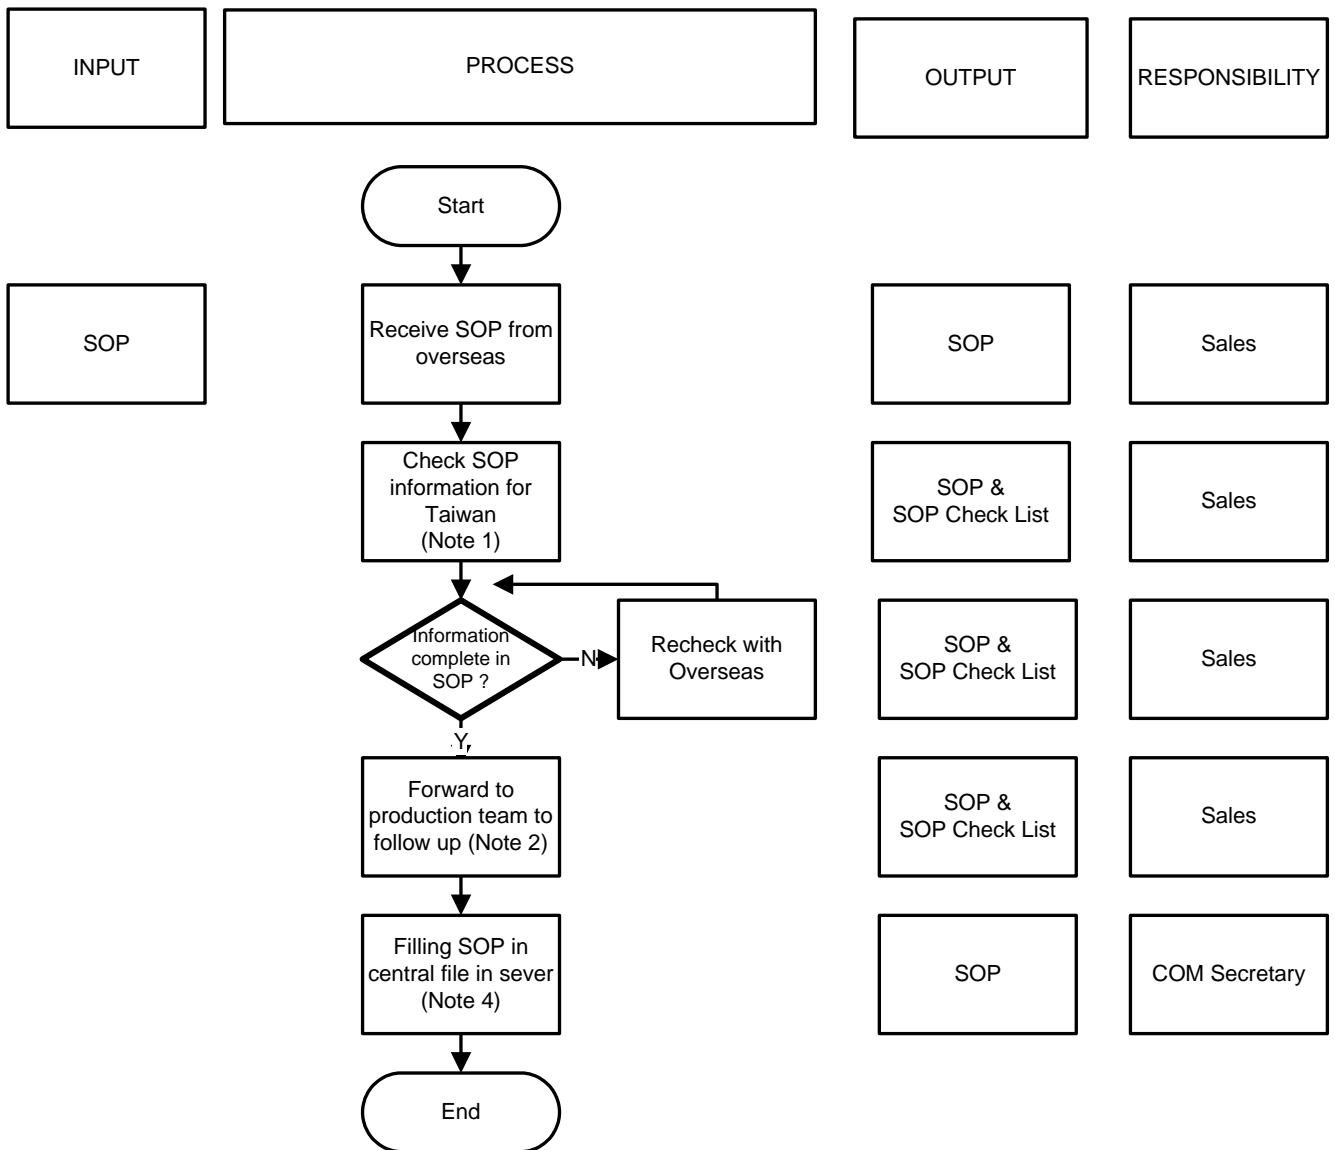 INPUT
PROCESS
OUTPUT
RESPONSIBILITY
Start
SOP
Receive SOP from
overseas
SOP
Sales
Check SOP
information for
Taiwan
(Note 1)
SOP &
SOP Check List
Sales
Information
complete in
SOP ?
N
Recheck with
Overseas
SOP &
SOP Check List
Sales
Y
Forward to
production team to
follow up (Note 2)
SOP &
SOP Check List
Sales
Filling SOP in
central file in sever
(Note 4)
SOP
COM Secretary
End